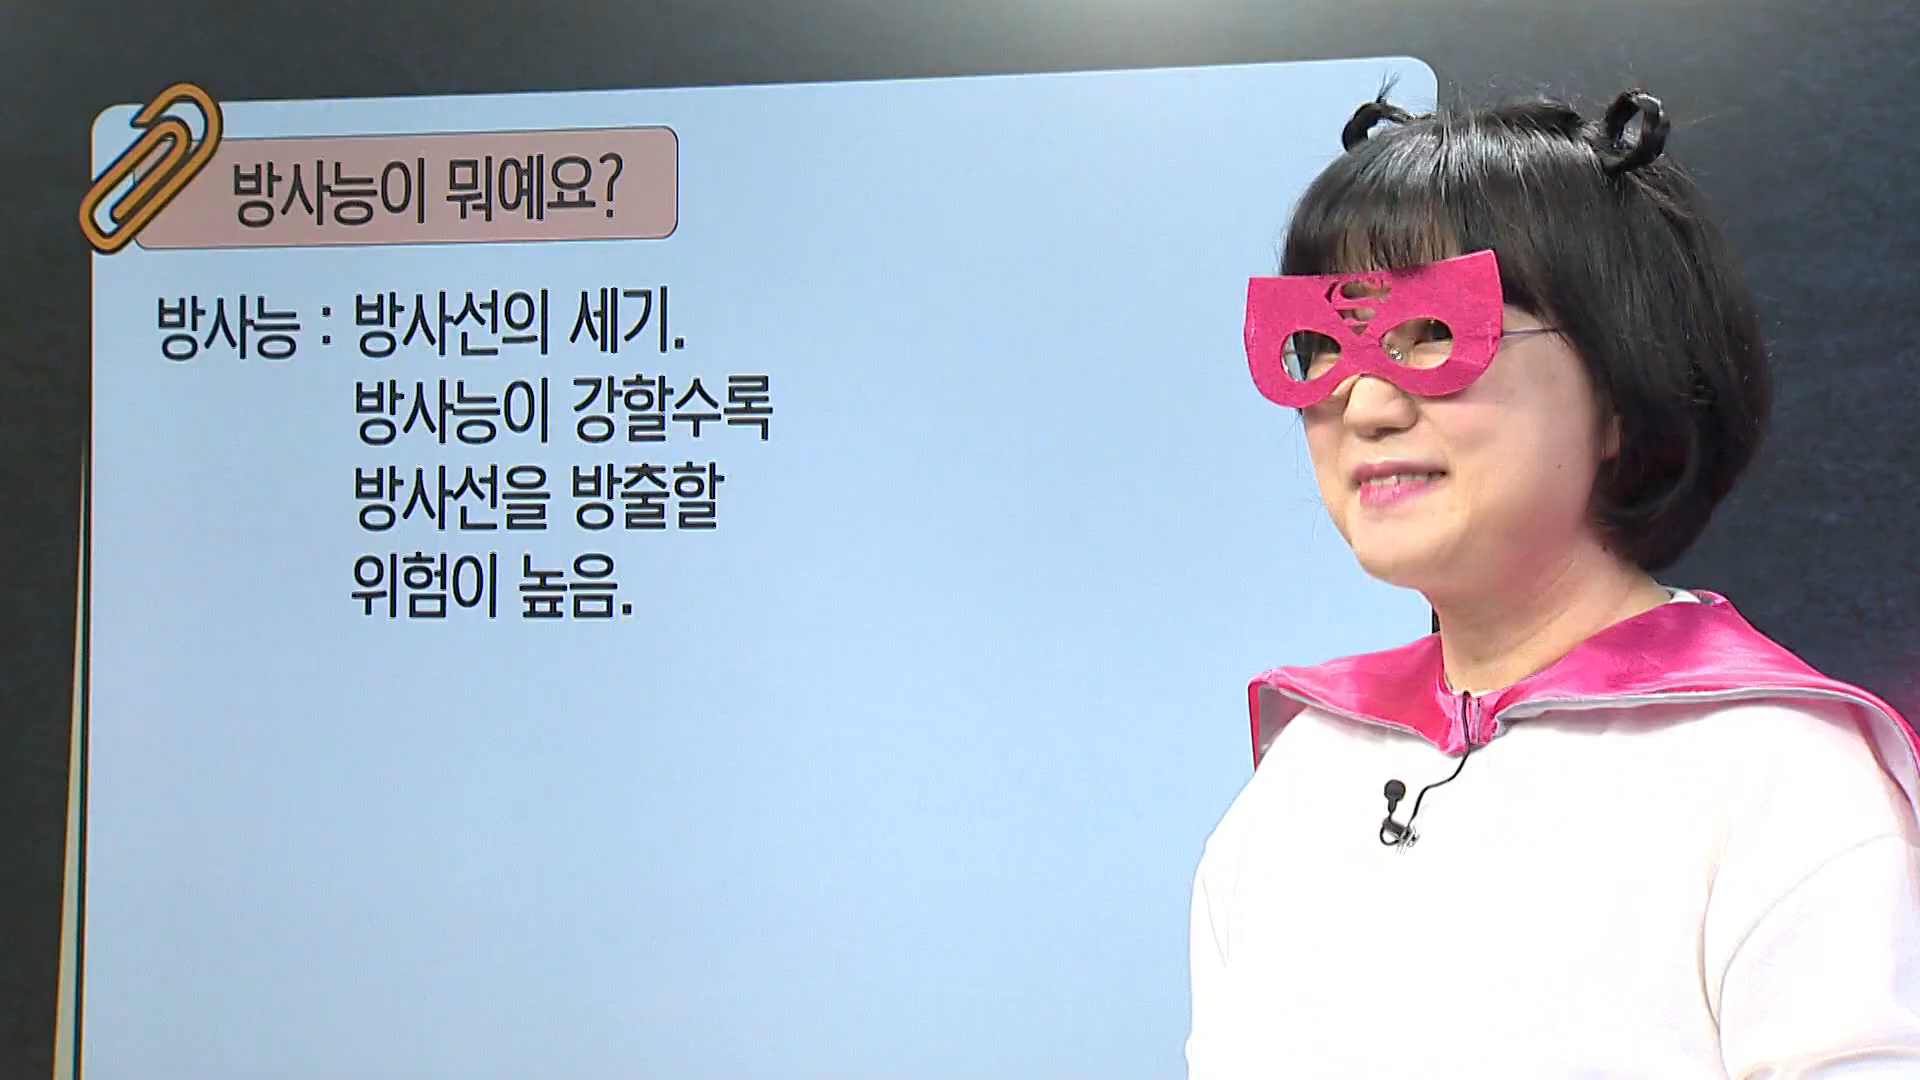 방사능이 뭐예요?
방사능 : 방사선의 세기.
방사능이 강할수록
방사선을 방출할
위험이 높음.